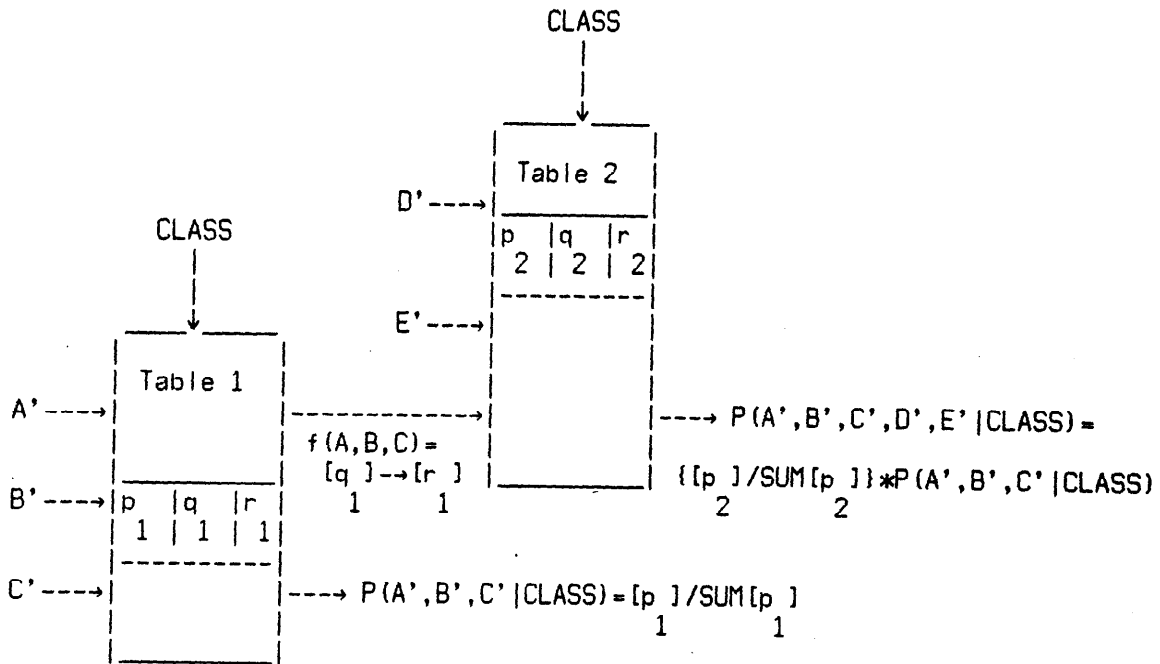 CLASS
Table 2
D'
p |q |r
2 | 2 | 2
E'
CLASS
Table 1
A'
f(A,B,C)=
[q ]→[r ]
1 1
P(A',B',C',D',E'|CLASS)=
{[p ]/SUM[p ]}*P(A',B',C'|CLASS)
2 2
B'
p |q |r
1 | 1 | 1
C'
P(A',B',C'|CLASS)=[p ]/SUM[p ]
1 1